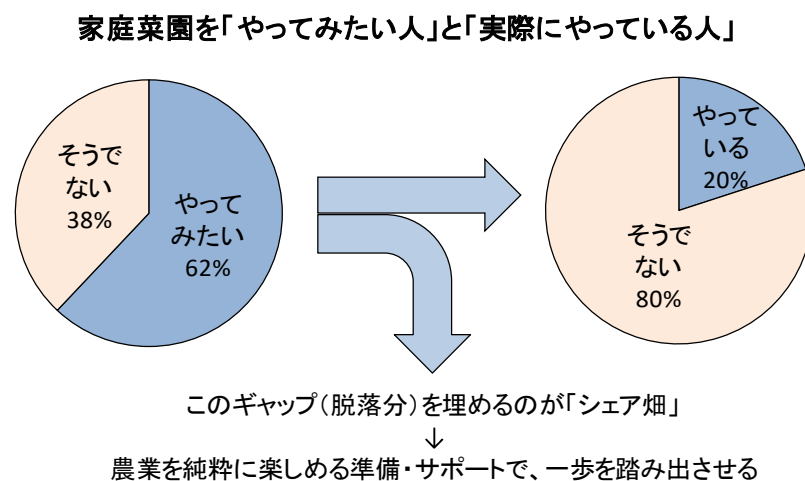 家庭菜園を「やってみたい人」と「実際にやっている人」
そうで
ない
38%
やって
みたい
62%
やって
いる
20%
そうで
ない
80%
このギャップ（脱落分）を埋めるのが「シェア畑」
↓
農業を純粋に楽しめる準備・サポートで、一歩を踏み出させる